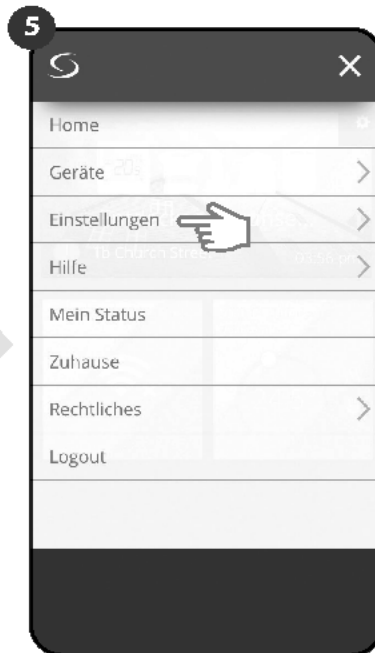 5
Home
Geräte
Einstellungen
Hilfe
Mein Status
Zuhause
Rechtliches
Logout